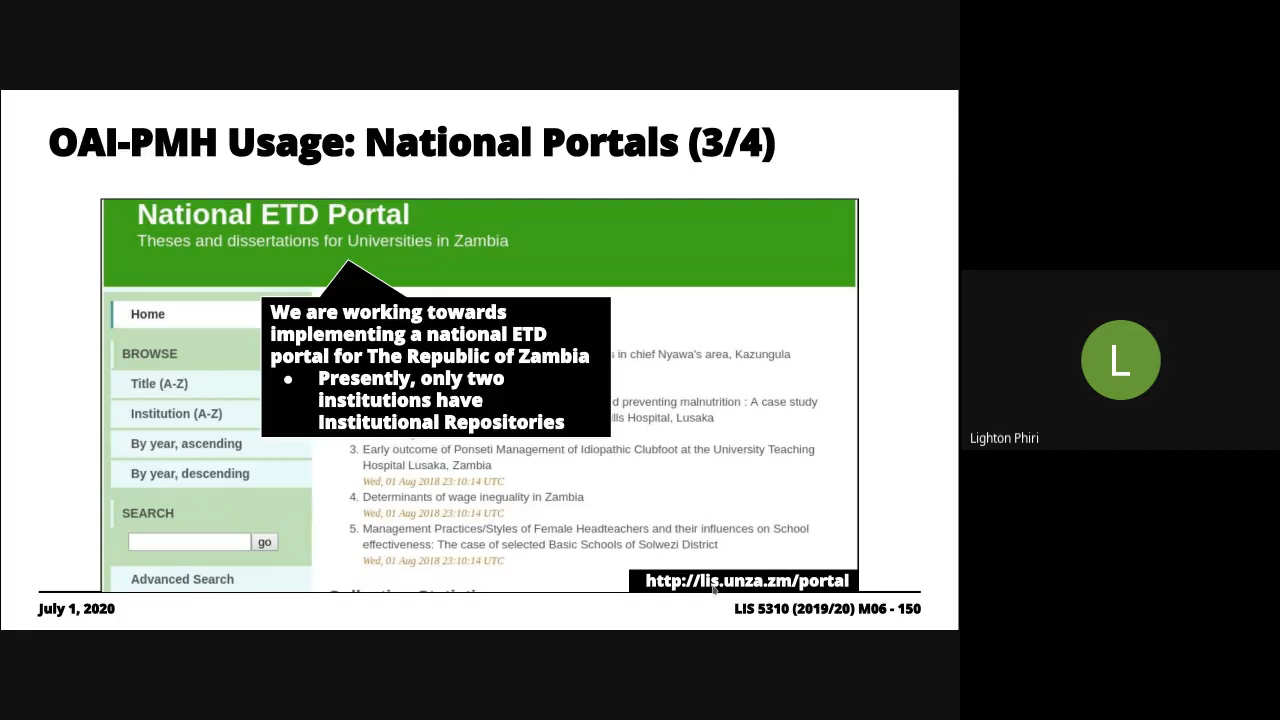 OAI-PMH Usage: National Portals (3/4)
National ETD Portal
Theses and dissertations for Universities in Zambia
Home
BROWSE
Title (A-Z)
Institution (A-Z)
By year, ascending
By year, descending
SEARCH
go
Advanced Search
We are working towards
implementing a national ETD
portal for The Republic of Zambia
● Presently, only two
institutions have
Institutional Repositories
in chief Nyawa's area, Kazungula
preventing malnutrition : A case study
Hospital, Lusaka
3. Early outcome of Ponseti Management of Idiopathic Clubfoot at the University Teaching
Hospital Lusaka, Zambia
Wed, 01 Aug 2018 23:10:14 UTC
4. Determinants of wage inequality in Zambia
Wed, 01 Aug 2018 23:10:14 UTC
5. Management Practices/Styles of Female Headteachers and their influences on School
effectiveness: The case of selected Basic Schools of Solwezi District
Wed, 01 Aug 2018 23:10:14 UTC
http://lis.unza.zm/portal
July 1, 2020
LIS 5310 (2019/20) M06 - 150
L
Lighton Phiri